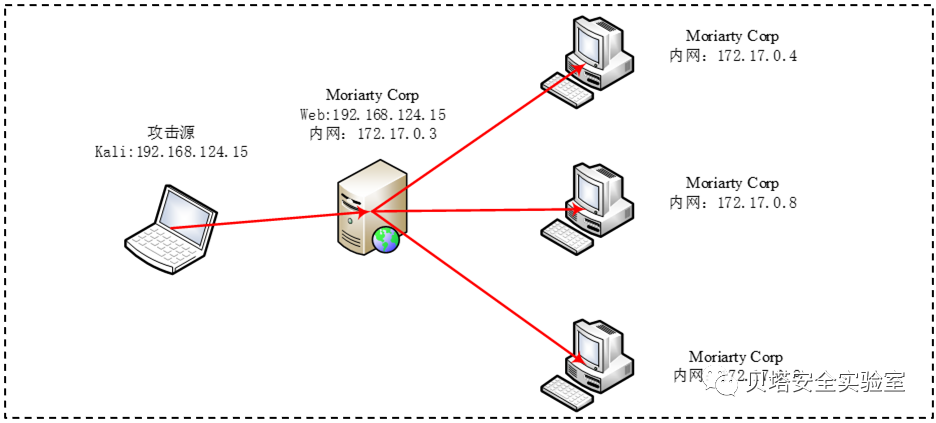 Moriarty Corp
内网：172.17.0.4
Moriarty Corp
Web:192.168.124.15
内网：172.17.0.3
攻击源
Kali:192.168.124.15
Moriarty Corp
内网：172.17.0.8
Moriarty Corp
内网：
贝塔安全实验室